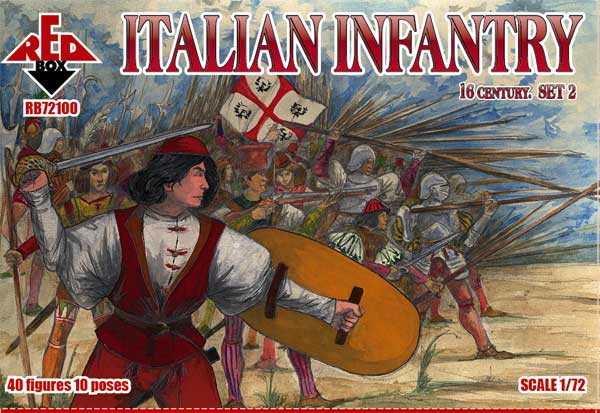 RED
BOX
RB72100
ITALIAN INFANTRY
16 CENTURY. SET 2
40 figures 10 poses
SCALE 1/72